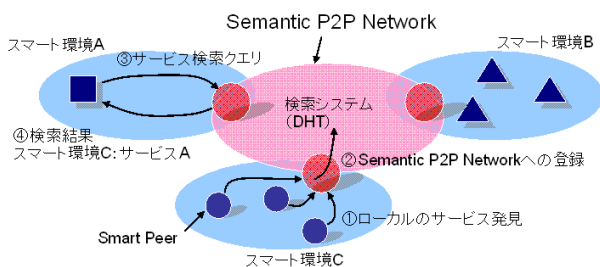 Semantic P2P Network
スマート環境A
スマート環境B
③サービス検索クエリ
検索システム
(DHT)
④検索結果
スマート環境C:サービスA
②Semantic P2P Networkへの登録
①ローカルのサービス発見
Smart Peer
スマート環境C